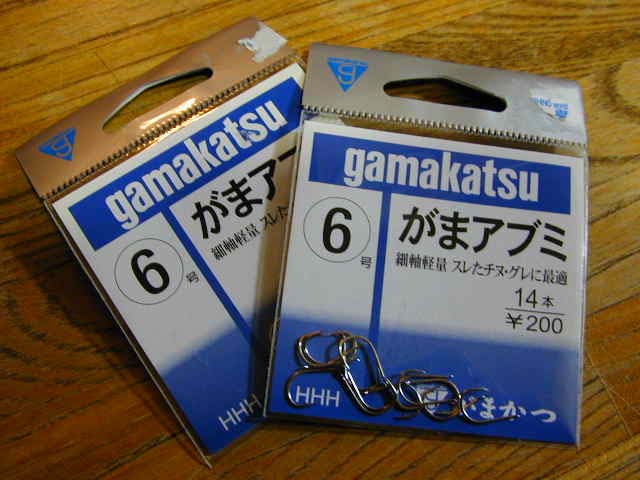 gamakatsu
6号
がまアブ
細軸軽量 スレた
HHH
gamakatsu
6号
がまアブミ
細軸軽量 スレたチヌ・グレに最適
14本
¥200
HHH
まかつ